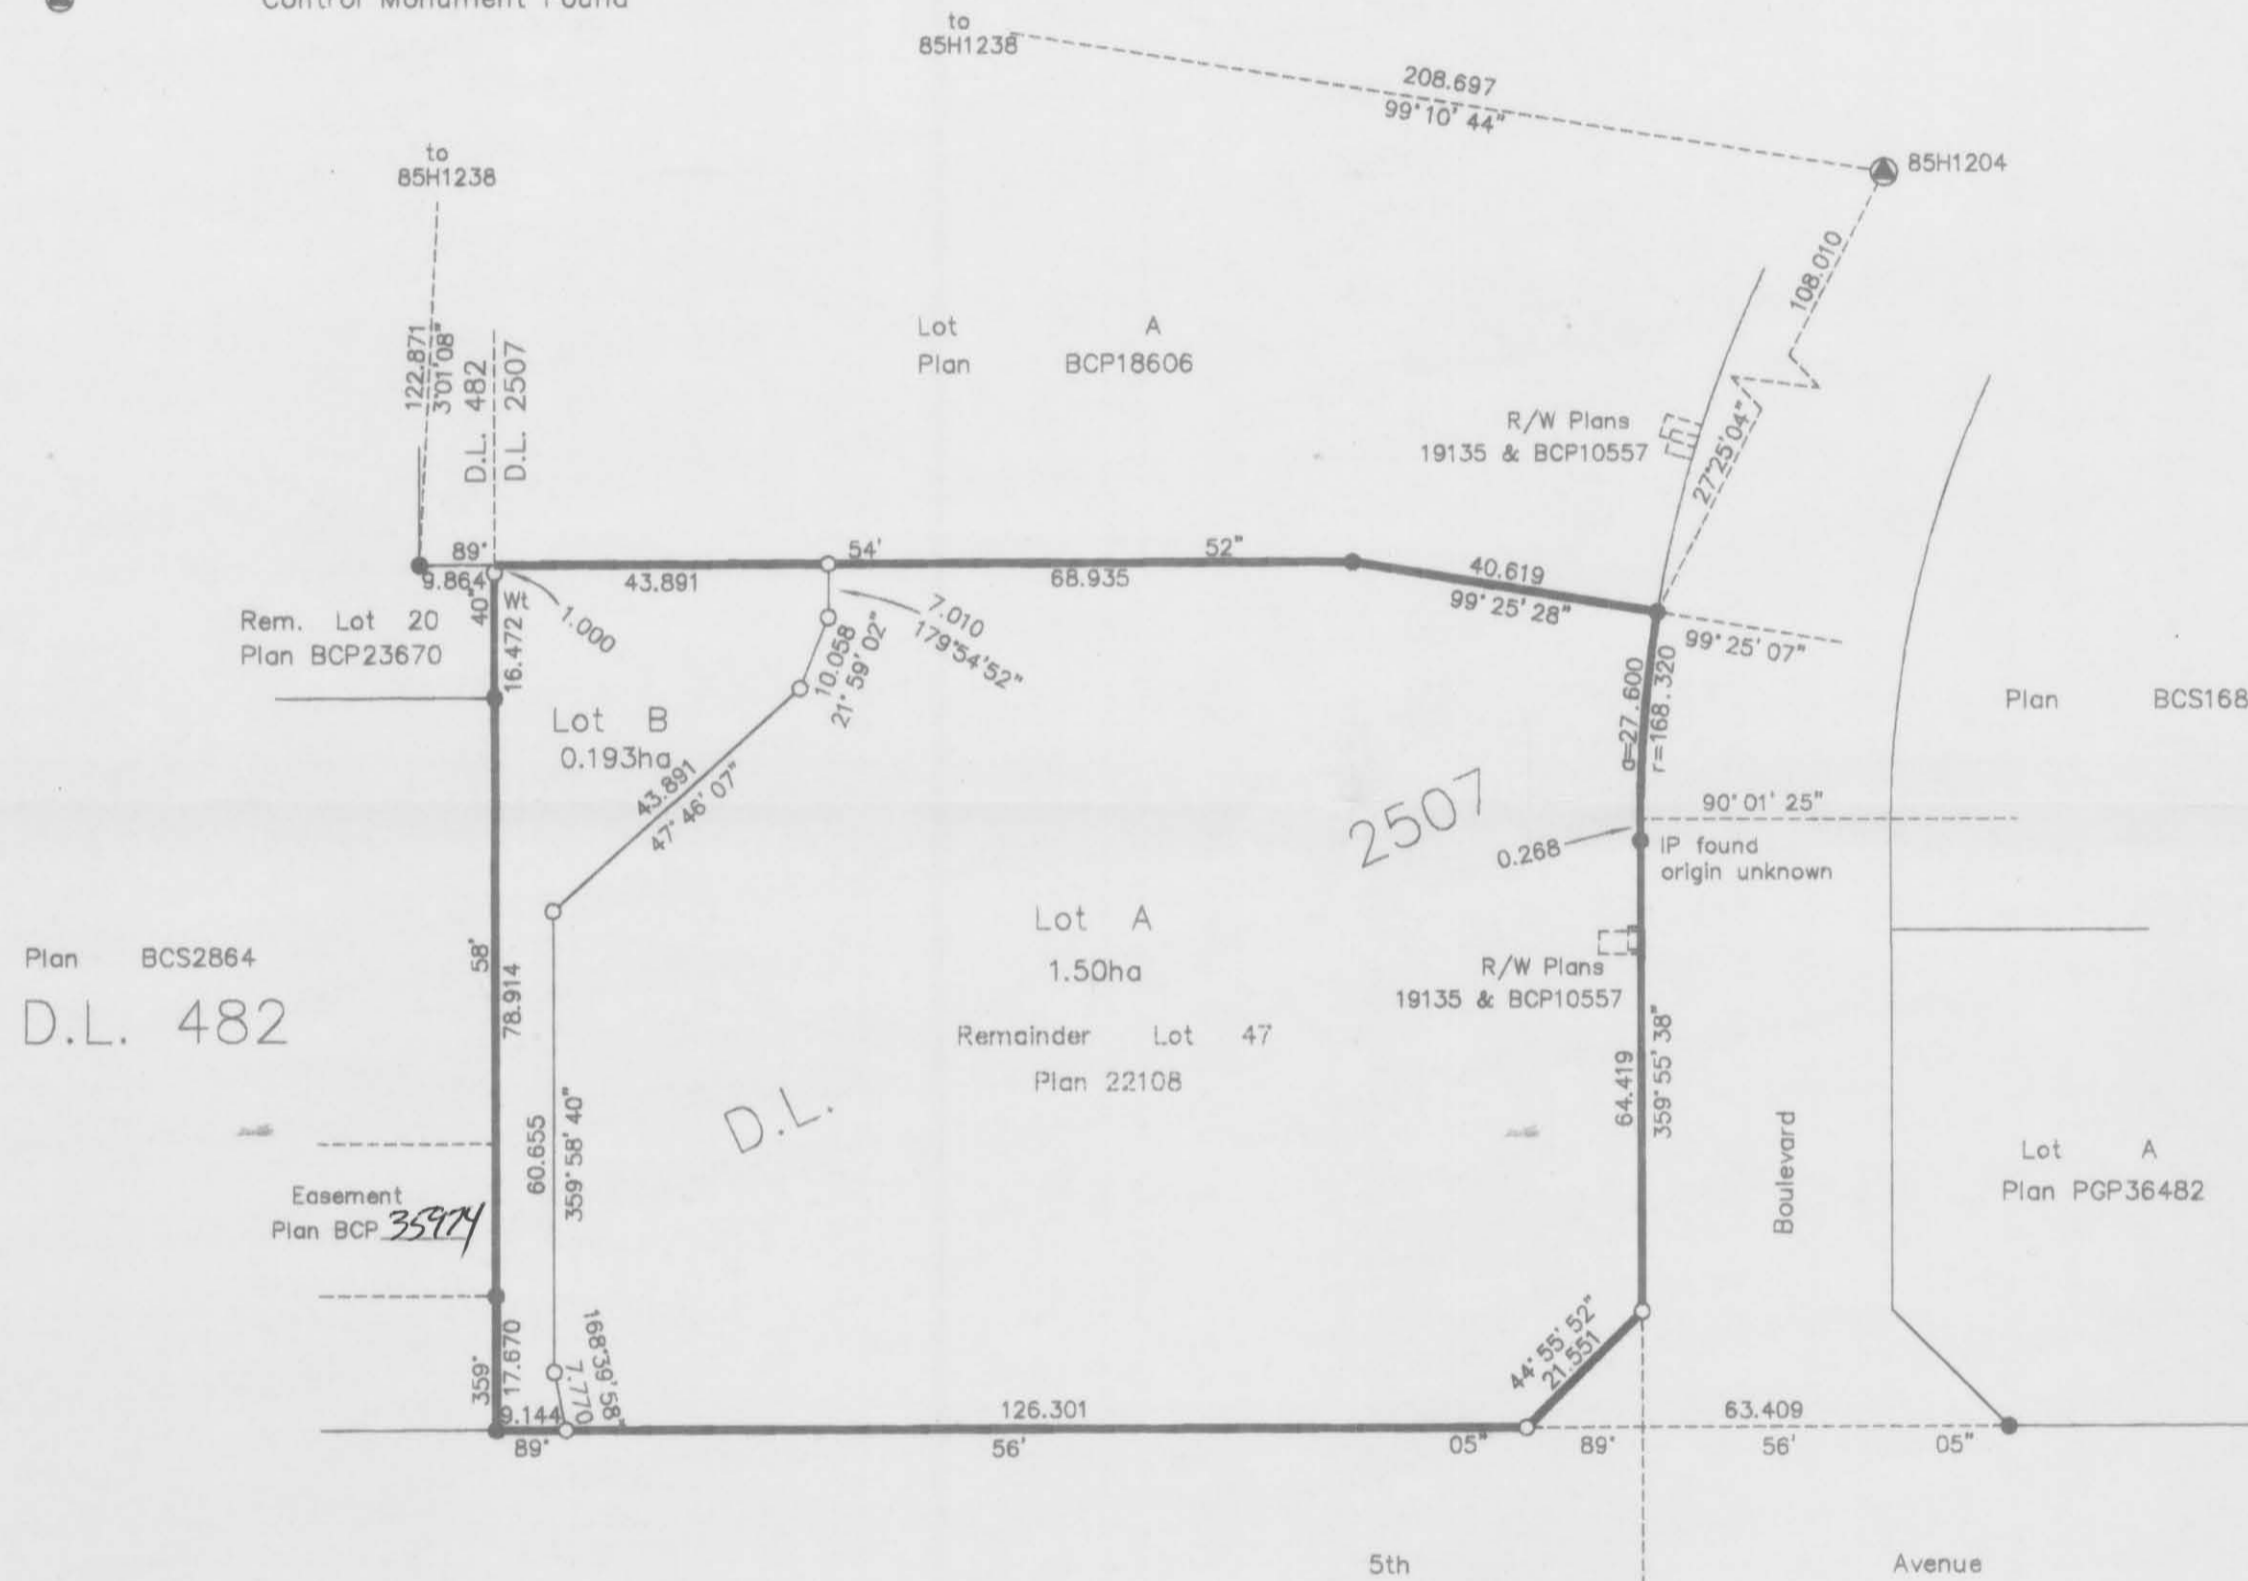 Control Monument Found
to
85H1238
208.697
99°10'44"
85H1204
to
85H1238
108.010
27°25'04"
122.871
3°01'08"
D.L. 482
D.L. 2507
Lot A
Plan BCP18606
R/W Plans
19135 & BCP10557
89° 54' 52"
9.864
43.891
68.935
40.619
99°25'28"
99°25'07"
1.000
7.010
179°54'52"
10.058
21°59'02"
Rem. Lot 20
Plan BCP23670
16.472 Wt
359° 58' 40"
Lot B
0.193ha
43.891
47°46'07"
a=27.600
r=168.320
Plan BCS168
90°01'25"
0.268
IP found
origin unknown
D.L. 2507
Lot A
1.50ha
Remainder Lot 47
Plan 22108
R/W Plans
19135 & BCP10557
Plan BCS2864
D.L. 482
78.914
60.655
359°58'40"
64.419
359°55'38"
Boulevard
Lot A
Plan PGP36482
Easement
Plan BCP 35974
17.670
168°39'58"
7.770
44°55'52"
21.551
9.144
126.301
63.409
89° 56' 05"
89° 56' 05"
5th Avenue